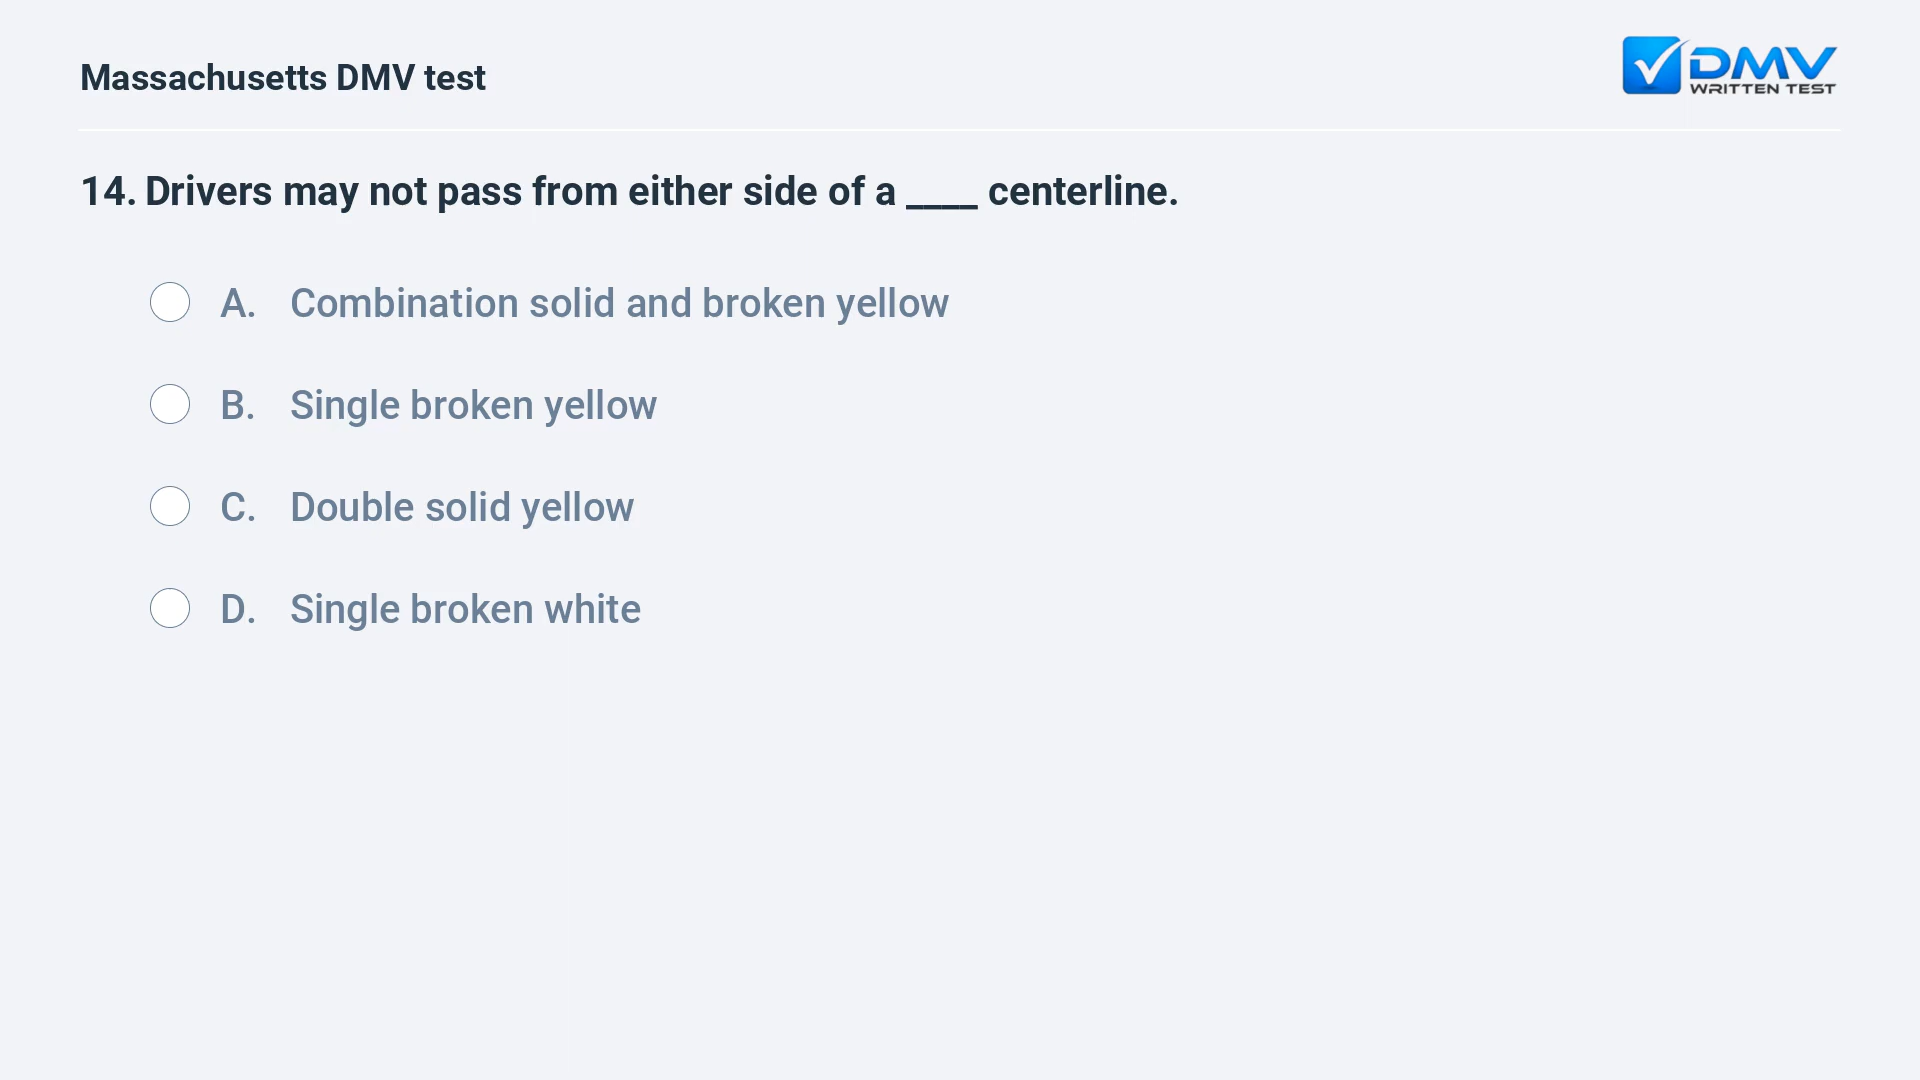 Massachusetts DMV test
DMV
WRITTEN TEST
14. Drivers may not pass from either side of a ____ centerline.
A. Combination solid and broken yellow
B. Single broken yellow
C. Double solid yellow
D. Single broken white